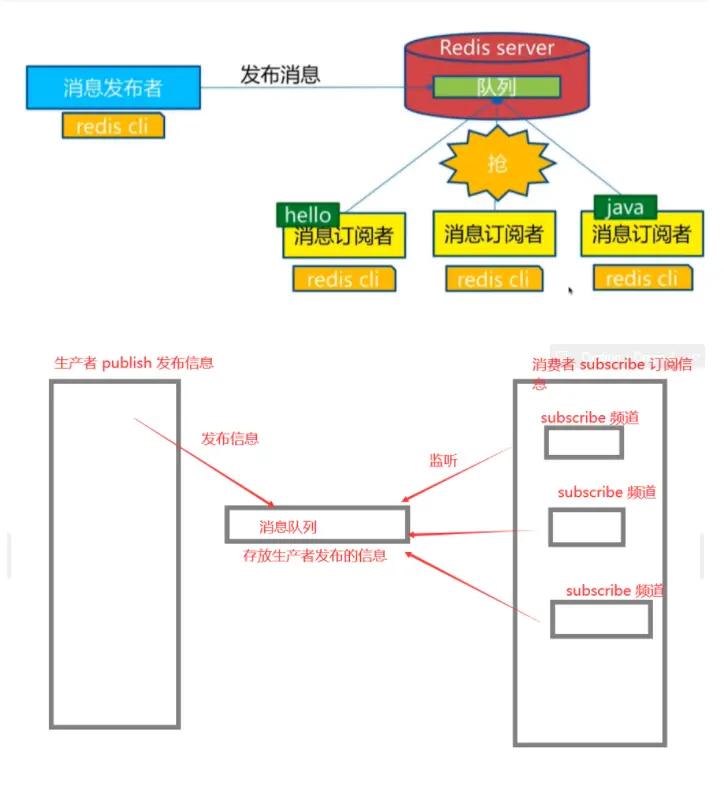 Redis server
发布消息
消息发布者
队列
redis cli
抢
hello
java
消息订阅者
消息订阅者
消息订阅者
redis cli
redis cli
redis cli
生产者 publish 发布信息
消费者 subscribe 订阅信
息
subscribe 频道
发布信息
监听
subscribe 频道
消息队列
存放生产者发布的信息
subscribe 频道